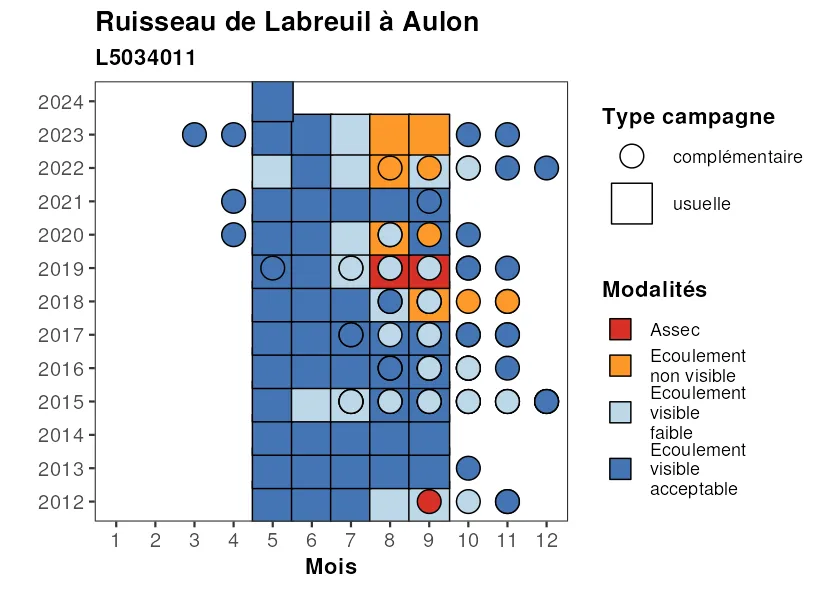 Ruisseau de Labreuil à Aulon
L5034011
2024
2023
2022
2021
2020
2019
2018
2017
2016
2015
2014
2013
2012
1 2 3 4 5 6 7 8 9 10 11 12
Mois
Type campagne
complémentaire
usuelle
Modalités
Assec
Ecoulement
non visible
Ecoulement
visible
faible
Ecoulement
visible
acceptable